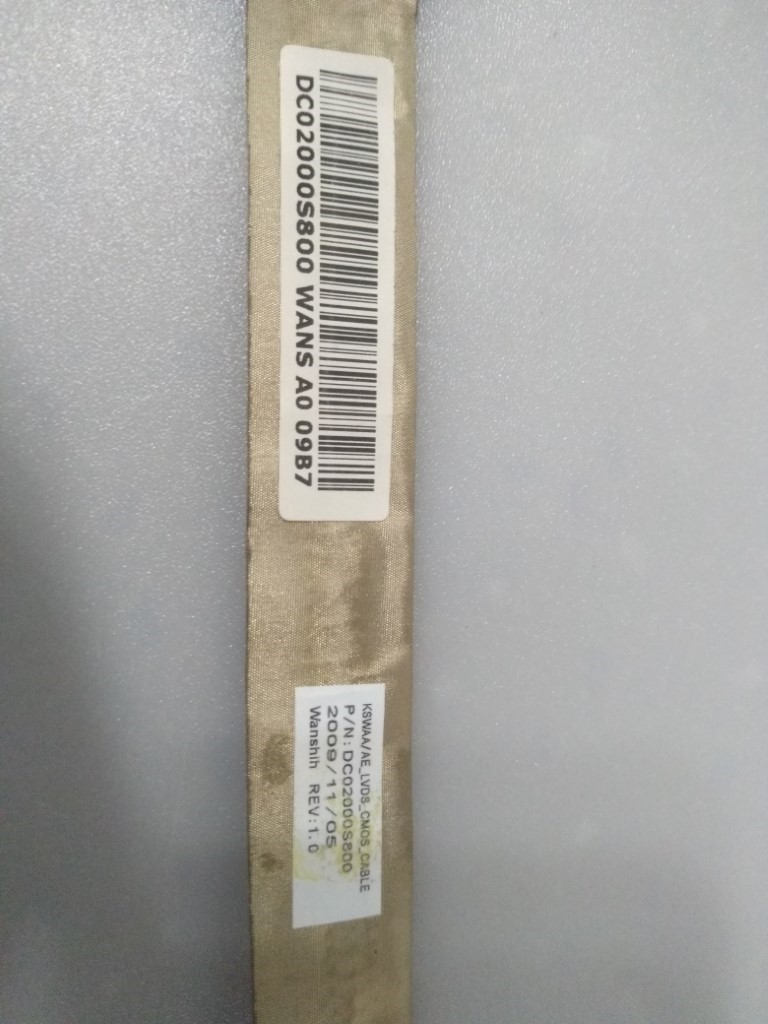 DC02000S800 WANS A0 09B7
KSWAA/AE_LVDS_CMOS_CABLE
P/N:DC02000S800
2009/11/05
Wanshih REV:1.0